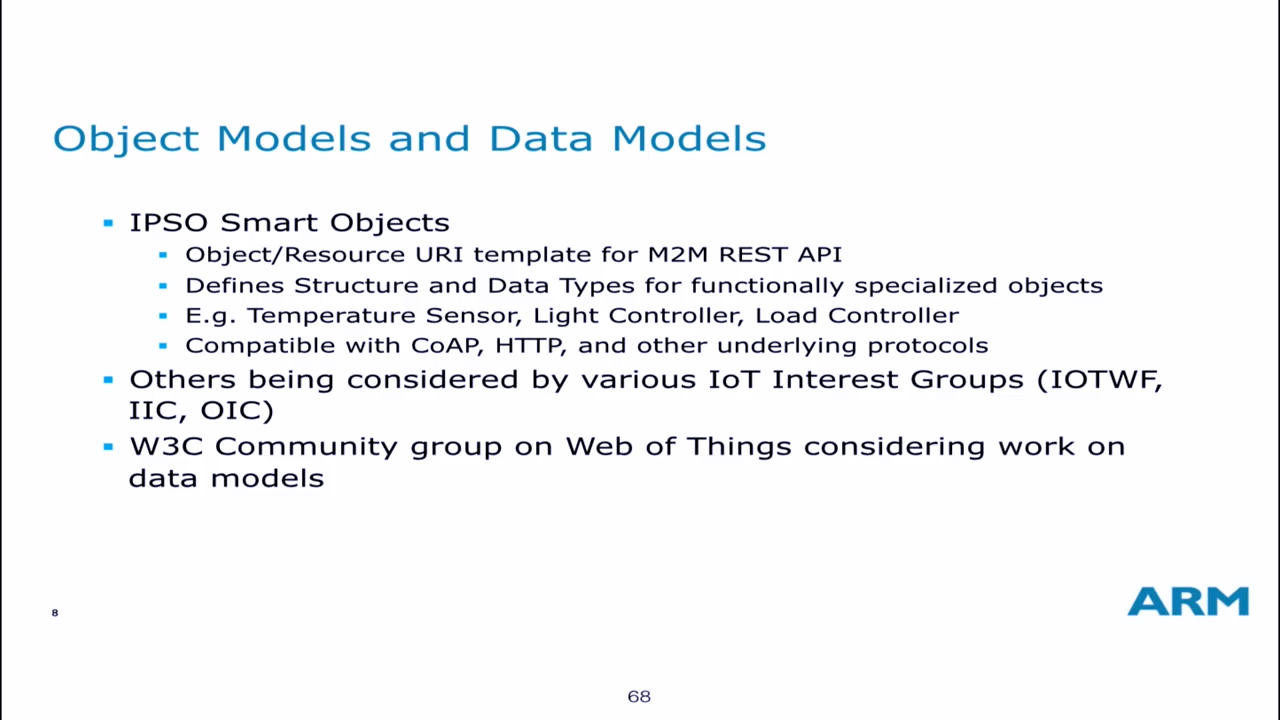 Object Models and Data Models
▪ IPSO Smart Objects
▪ Object/Resource URI template for M2M REST API
▪ Defines Structure and Data Types for functionally specialized objects
▪ E.g. Temperature Sensor, Light Controller, Load Controller
▪ Compatible with CoAP, HTTP, and other underlying protocols
▪ Others being considered by various IoT Interest Groups (IOTWF,
IIC, OIC)
▪ W3C Community group on Web of Things considering work on
data models
8
ARM
68